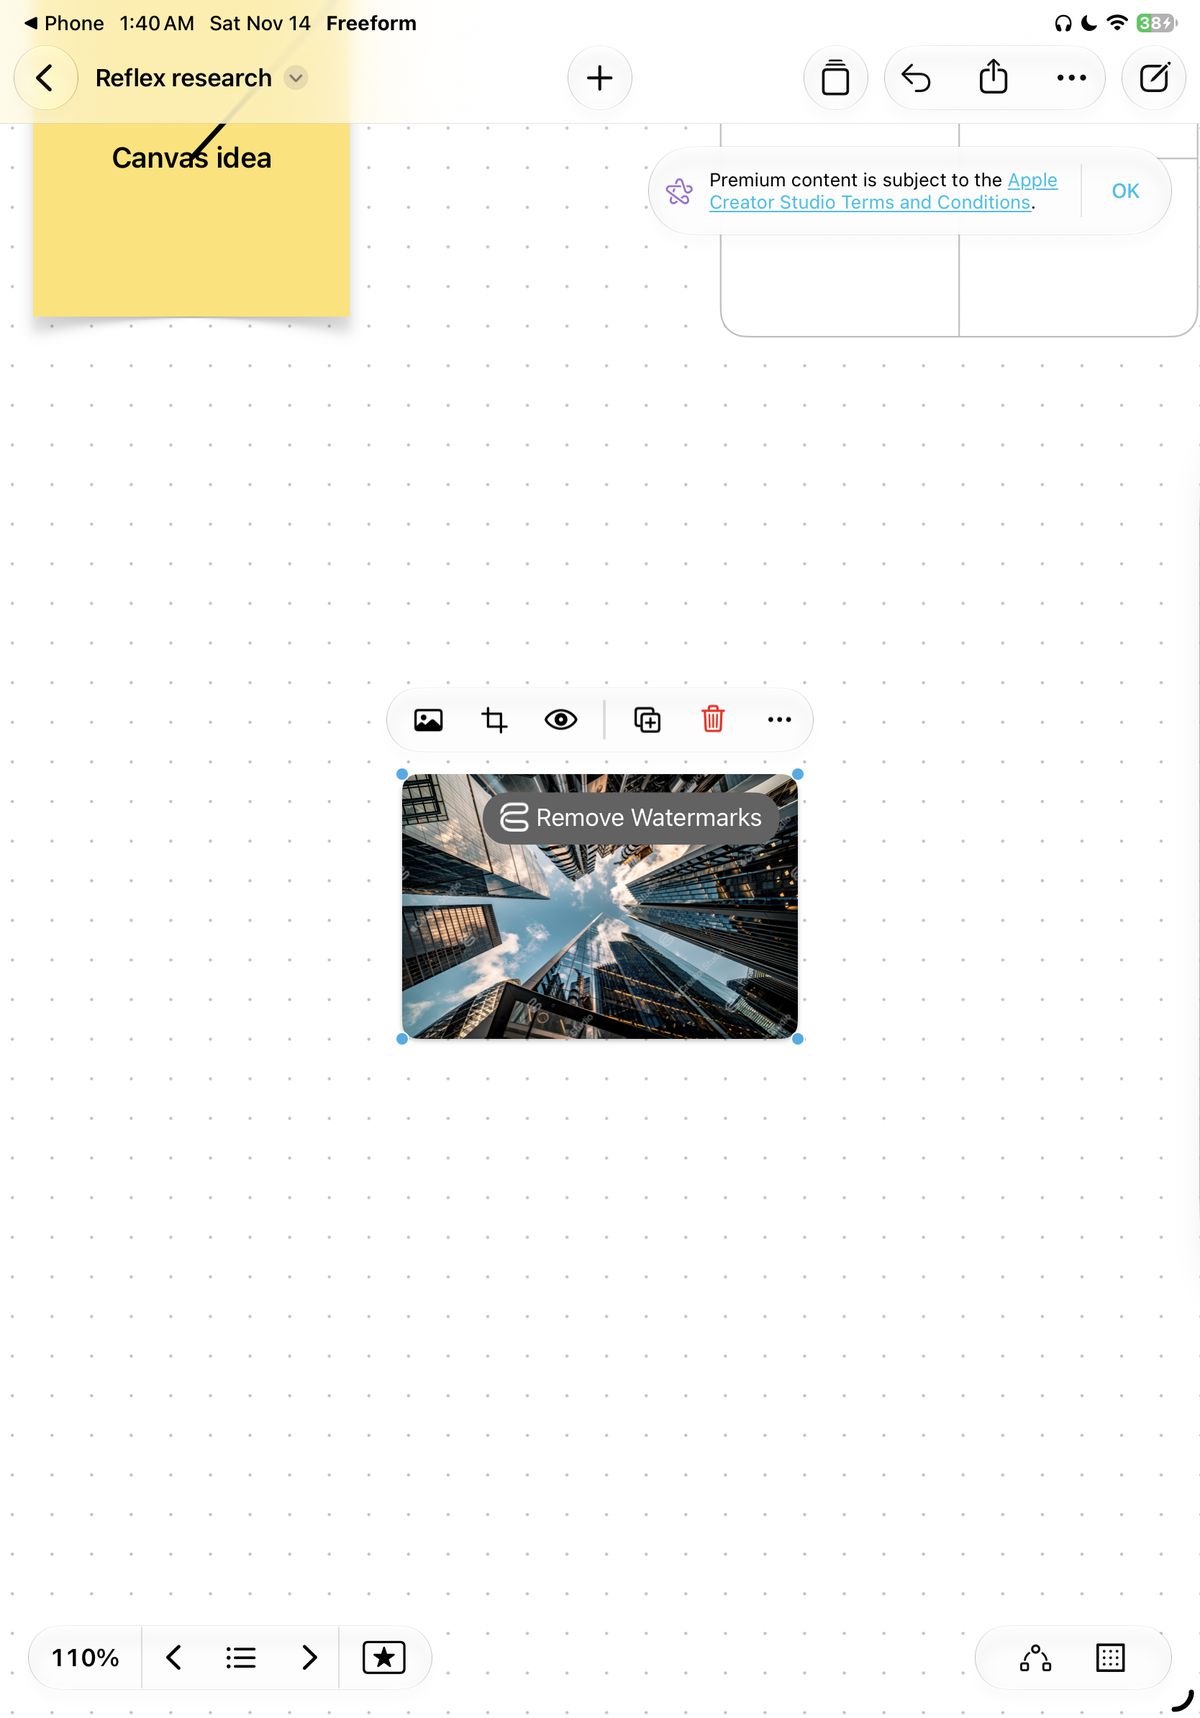 Phone 1:40 AM Sat Nov 14 Freeform
38
Reflex research
Canvas idea
Premium content is subject to the Apple
Creator Studio Terms and Conditions.
OK
Remove Watermarks
110%